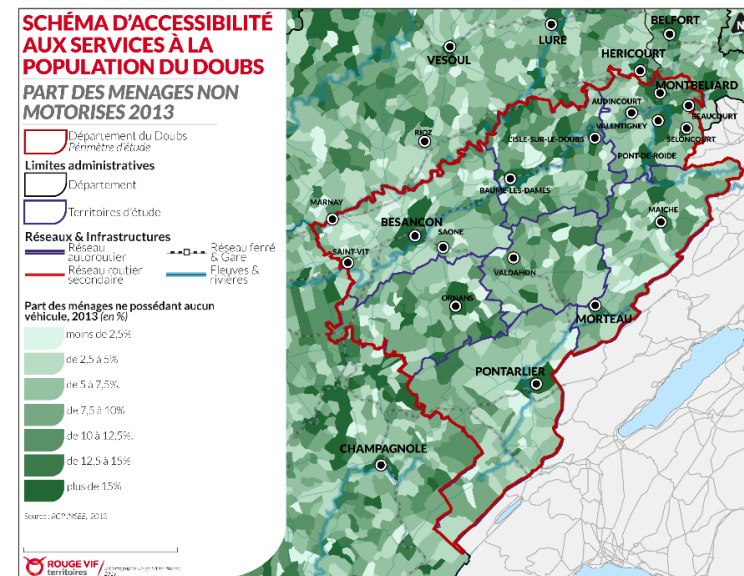 SCHÉMA D'ACCESSIBILITÉ
AUX SERVICES À LA
POPULATION DU DOUBS
PART DES MENAGES NON
MOTORISES 2013
Département du Doubs
Périmètre d'étude
Limites administratives
Département
Territoires d'étude
Réseaux & Infrastructures
Réseau
autoroutier
Réseau ferré
& Gare
Réseau routier
secondaire
Fleuves &
rivières
Part des ménages ne possédant aucun
véhicule, 2013 (en %)
moins de 2,5%
de 2,5 à 5%
de 5 à 7,5%.
de 7,5 à 10%
de 10 à 12,5%.
de 12,5 à 15%
plus de 15%
Source : RGP INSEE, 2013
ROUGE VIF
territoires
BELFORT
LURE
VESOUL
HERICOURT
MONTBELIARD
AUDINCOURT
BEAUCOURT
VALENTIGNEY
SELONCOURT
RIOZ
L'ISLE-SUR-LE-DOUBS
PONT-DE-ROIDE
BAUME-LES-DAMES
MARNAY
MAICHE
BESANCON
SAONE
SAINT-VIT
VALDAHON
ORNANS
MORTEAU
PONTARLIER
CHAMPAGNOLE
N